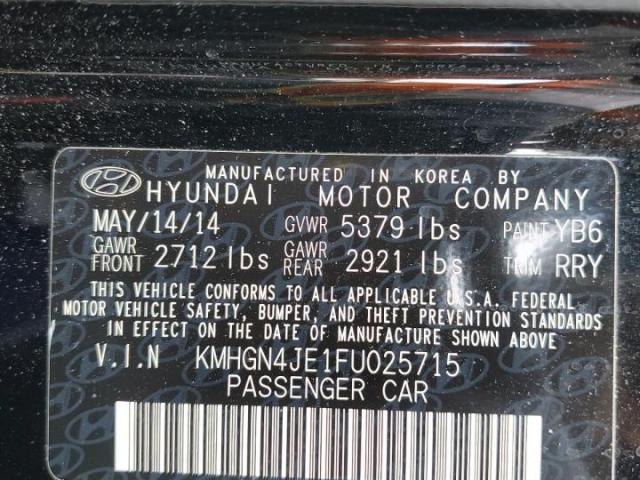 MANUFACTURED IN KOREA BY
HYUNDAI MOTOR COMPANY
MAY/14/14 GVWR 5379 lbs PAINT YB6
GAWR FRONT 2712 lbs GAWR REAR 2921 lbs TRIM RRY
THIS VEHICLE CONFORMS TO ALL APPLICABLE U.S.A. FEDERAL
MOTOR VEHICLE SAFETY, BUMPER, AND THEFT PREVENTION STANDARDS
IN EFFECT ON THE DATE OF MANUFACTURE SHOWN ABOVE
V.I.N KMHGN4JE1FU025715
PASSENGER CAR